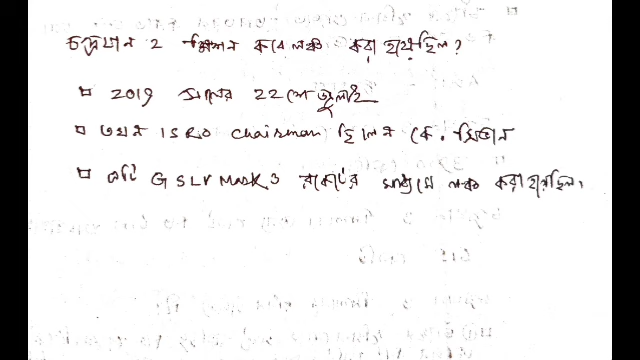 চন্দ্রযান 2 মিশন কবে লঞ্চ করা হয়েছিল?
▫ 2019 সালের 22শে জুলাই
▫ তখন ISRO Chairman ছিলেন কে. সিভান
▫ এটি GSLV Mark 3 রকেটের মাধ্যমে লঞ্চ করা হয়েছিল।